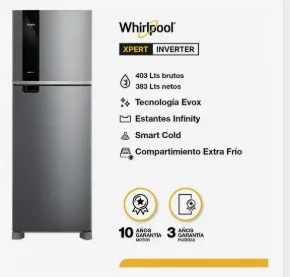 Whirlpool
XPERT INVERTER
403 Lts brutos
383 Lts netos
Tecnología Evox
Estantes Infinity
Smart Cold
Compartimiento Extra Frío
10 AÑOS GARANTÍA MOTOR
3 AÑOS GARANTÍA PUERTAS